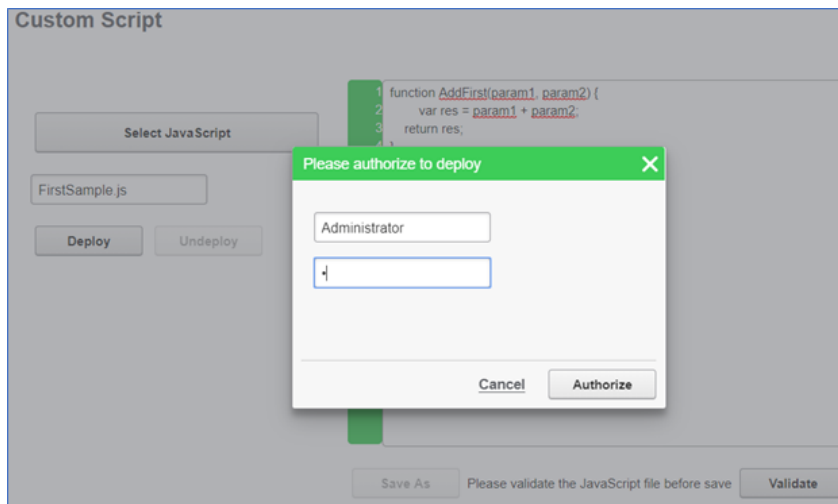 Custom Script
Select JavaScript
FirstSample.js
Deploy
Undeploy
1 function AddFirst(param1, param2) {
2 var res = param1 + param2;
3 return res;
Please authorize to deploy
Administrator
•
Cancel
Authorize
Save As
Please validate the JavaScript file before save
Validate